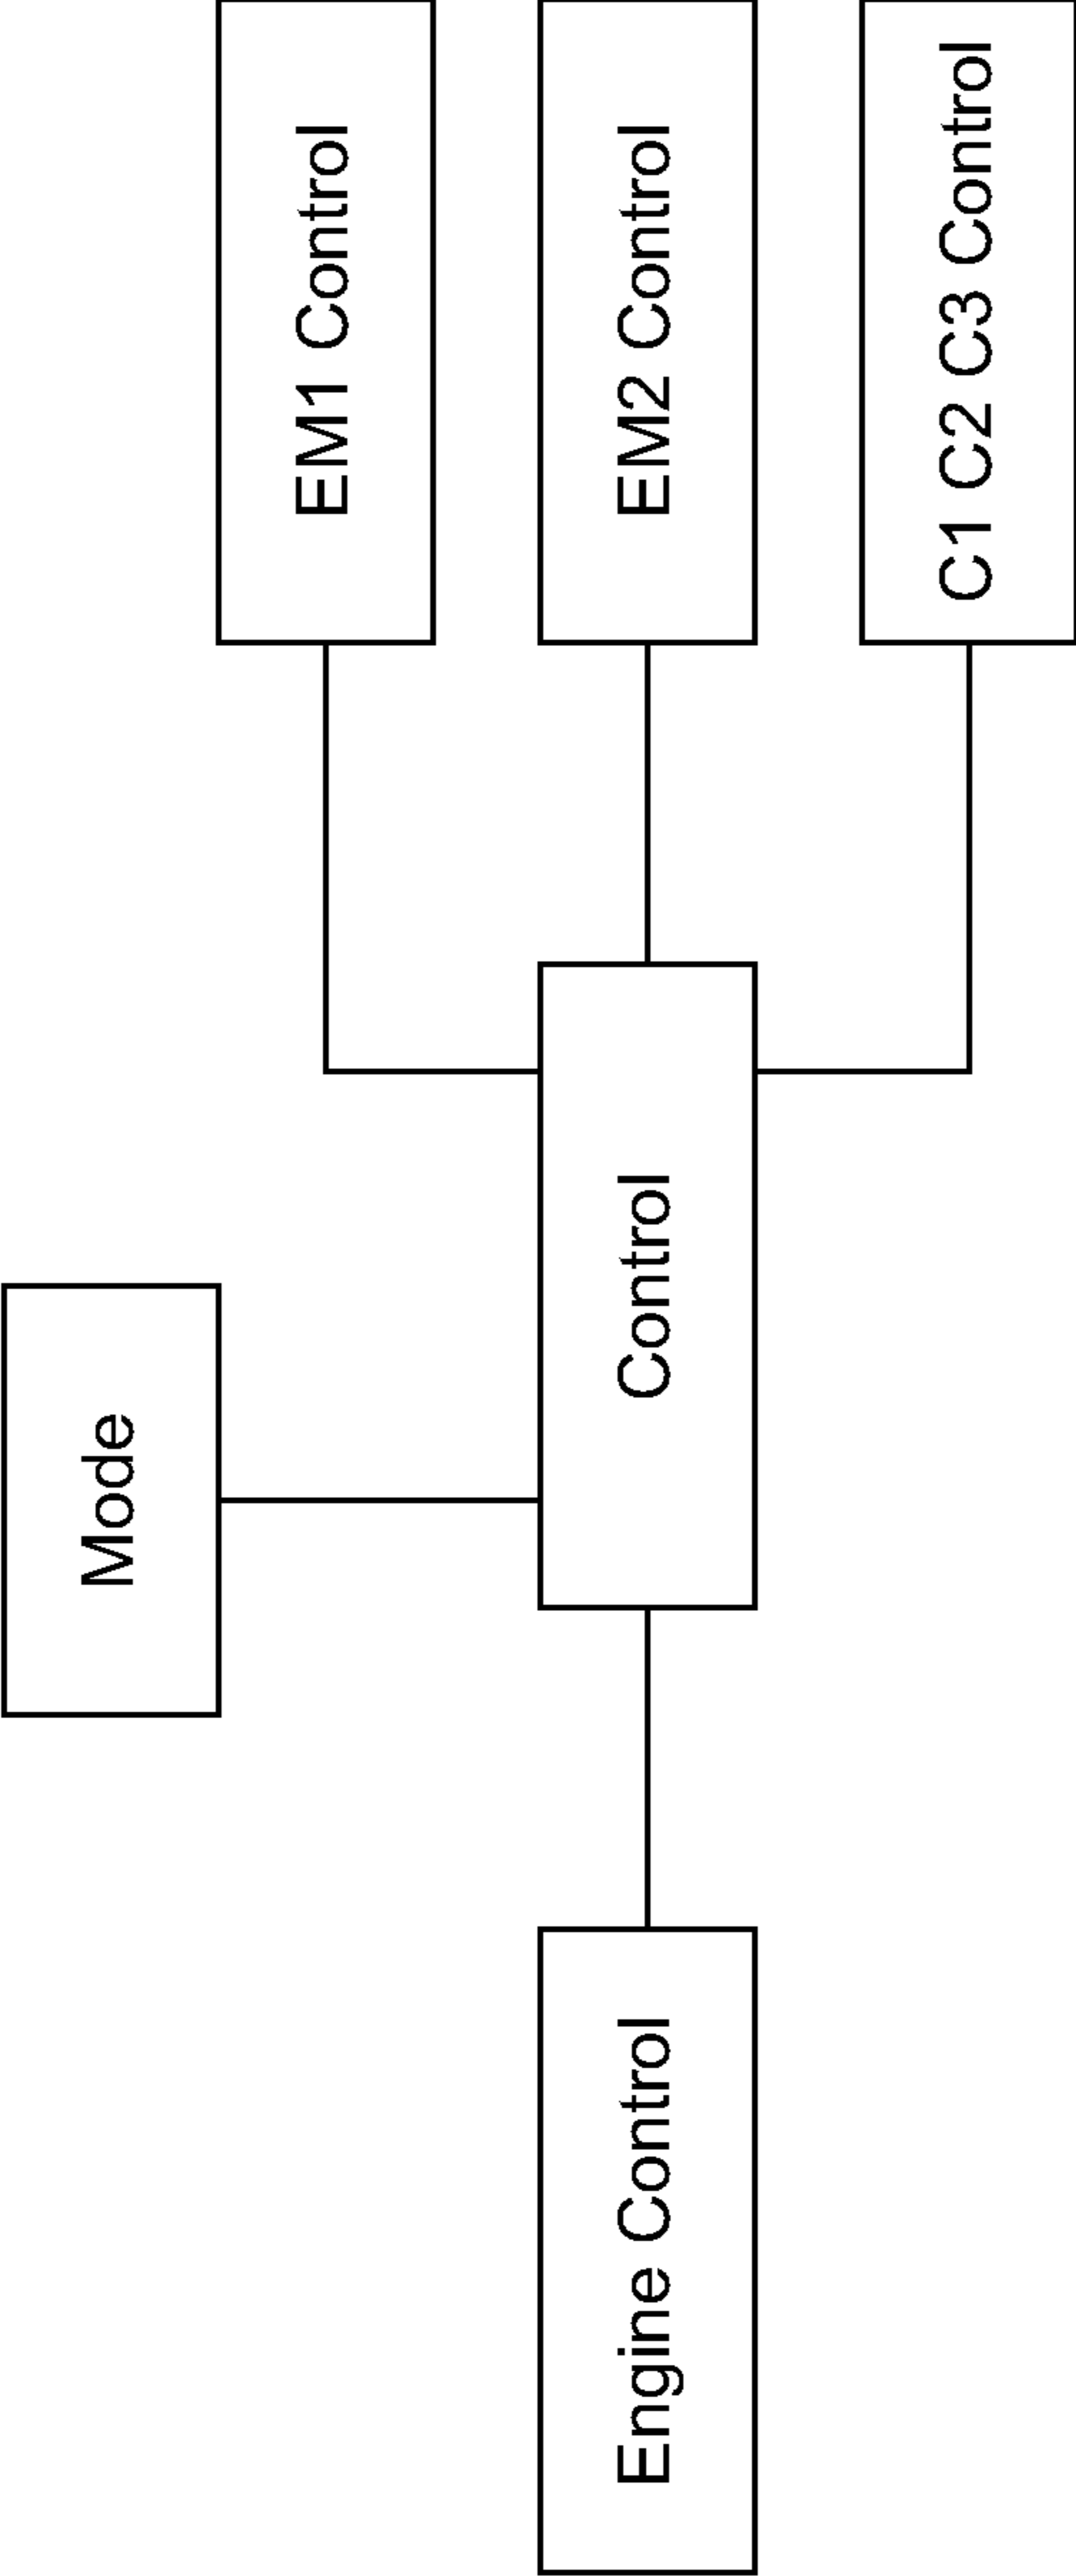 Mode
EM1 Control
Engine Control
Control
EM2 Control
C1 C2 C3 Control